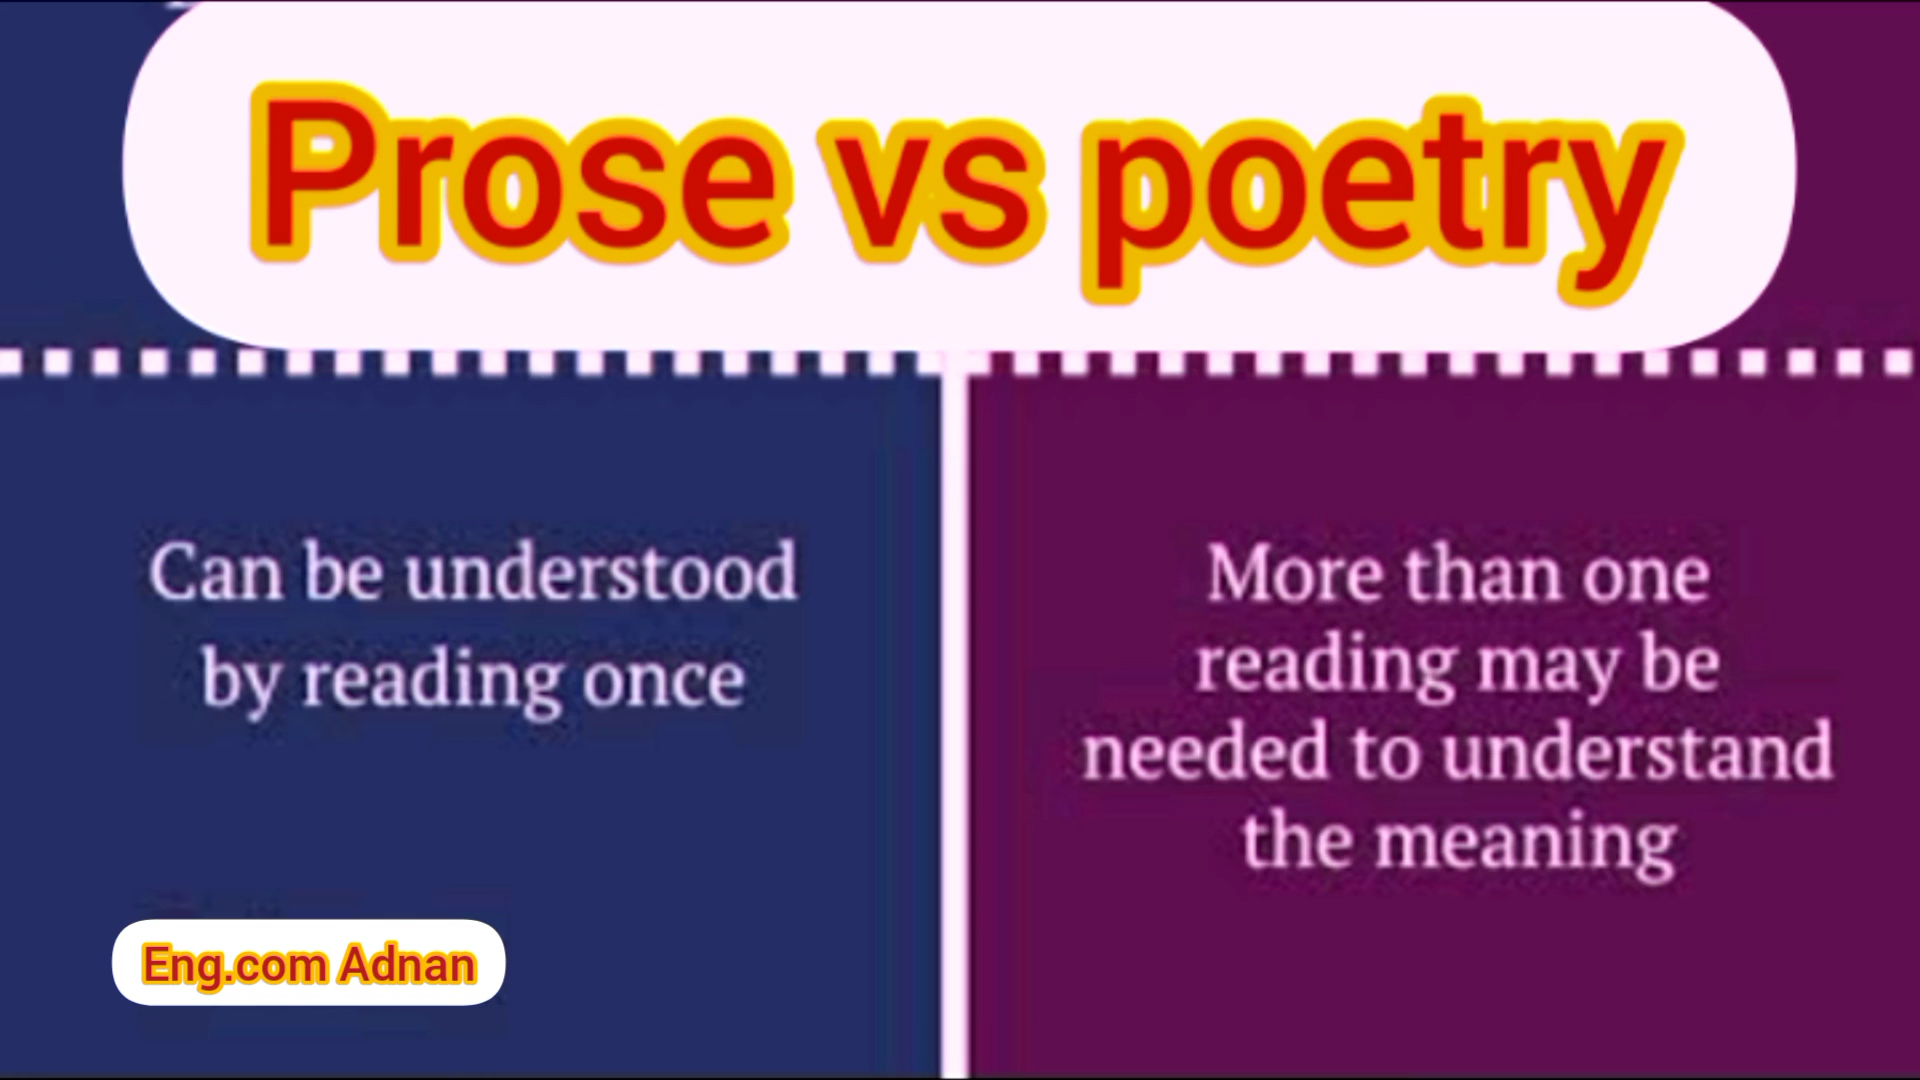 Prose vs poetry
Can be understood
by reading once
More than one
reading may be
needed to understand
the meaning
Eng.com Adnan